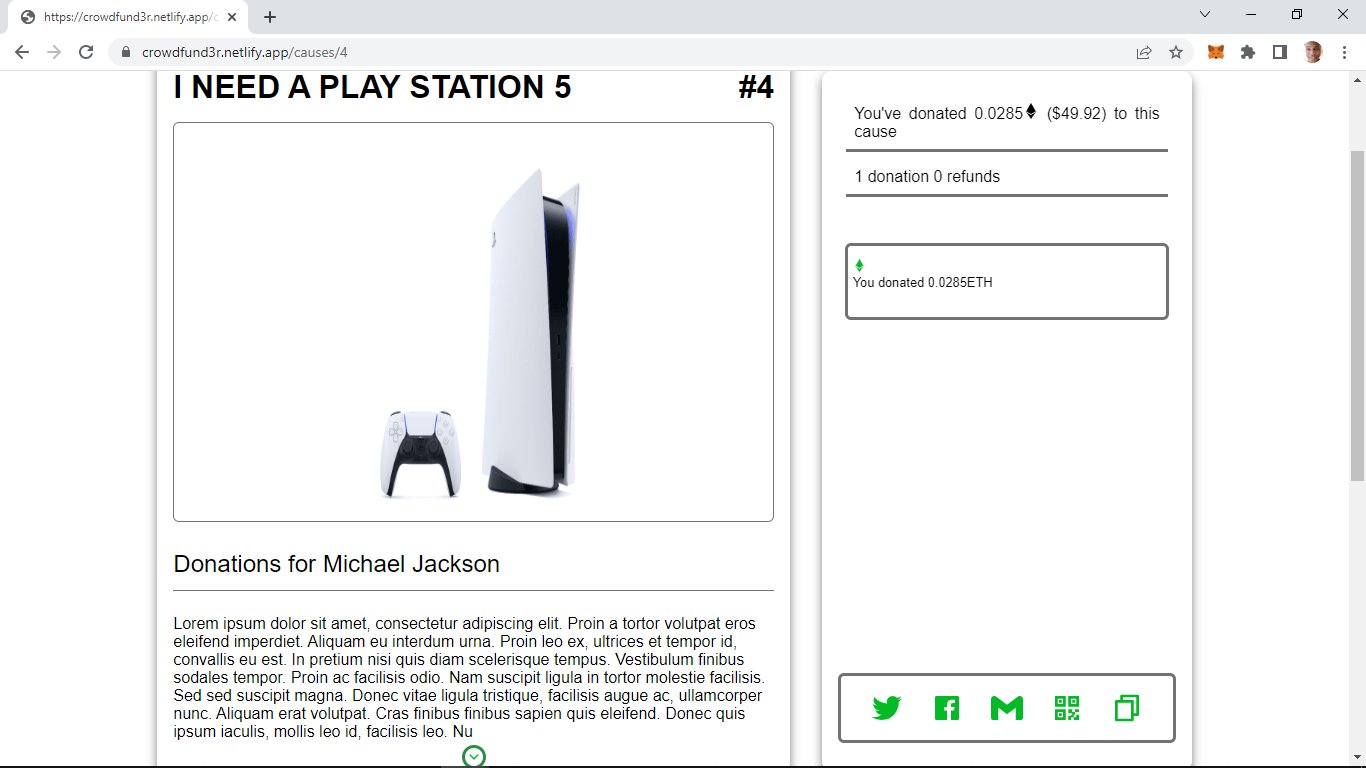 https://crowdfund3r.netlify.app/c
crowdfund3r.netlify.app/causes/4
I NEED A PLAY STATION 5 #4
Donations for Michael Jackson
Lorem ipsum dolor sit amet, consectetur adipiscing elit. Proin a tortor volutpat eros
eleifend imperdiet. Aliquam eu interdum urna. Proin leo ex, ultrices et tempor id,
convallis eu est. In pretium nisi quis diam scelerisque tempus. Vestibulum finibus
sodales tempor. Proin ac facilisis odio. Nam suscipit ligula in tortor molestie facilisis.
Sed sed suscipit magna. Donec vitae ligula tristique, facilisis augue ac, ullamcorper
nunc. Aliquam erat volutpat. Cras finibus finibus sapien quis eleifend. Donec quis
ipsum iaculis, mollis leo id, facilisis leo. Nu
You've donated 0.0285 ($49.92) to this
cause
1 donation 0 refunds
You donated 0.0285ETH